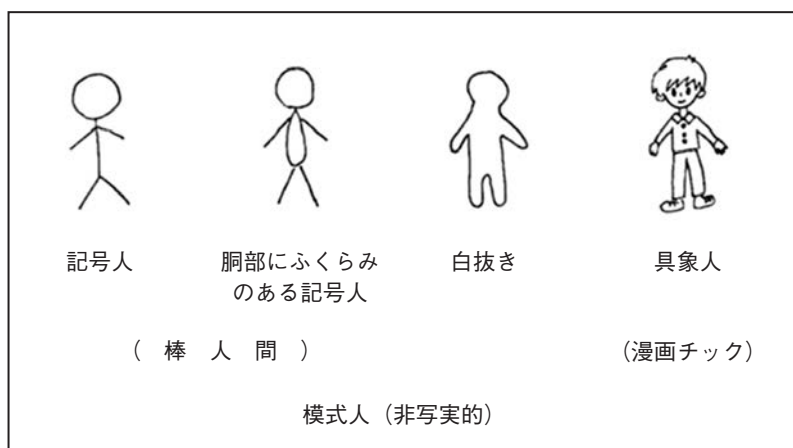 記号人
胴部にふくらみ
のある記号人
白抜き
具象人
（ 棒 人 間 ）
（漫画チック）
模式人（非写実的）